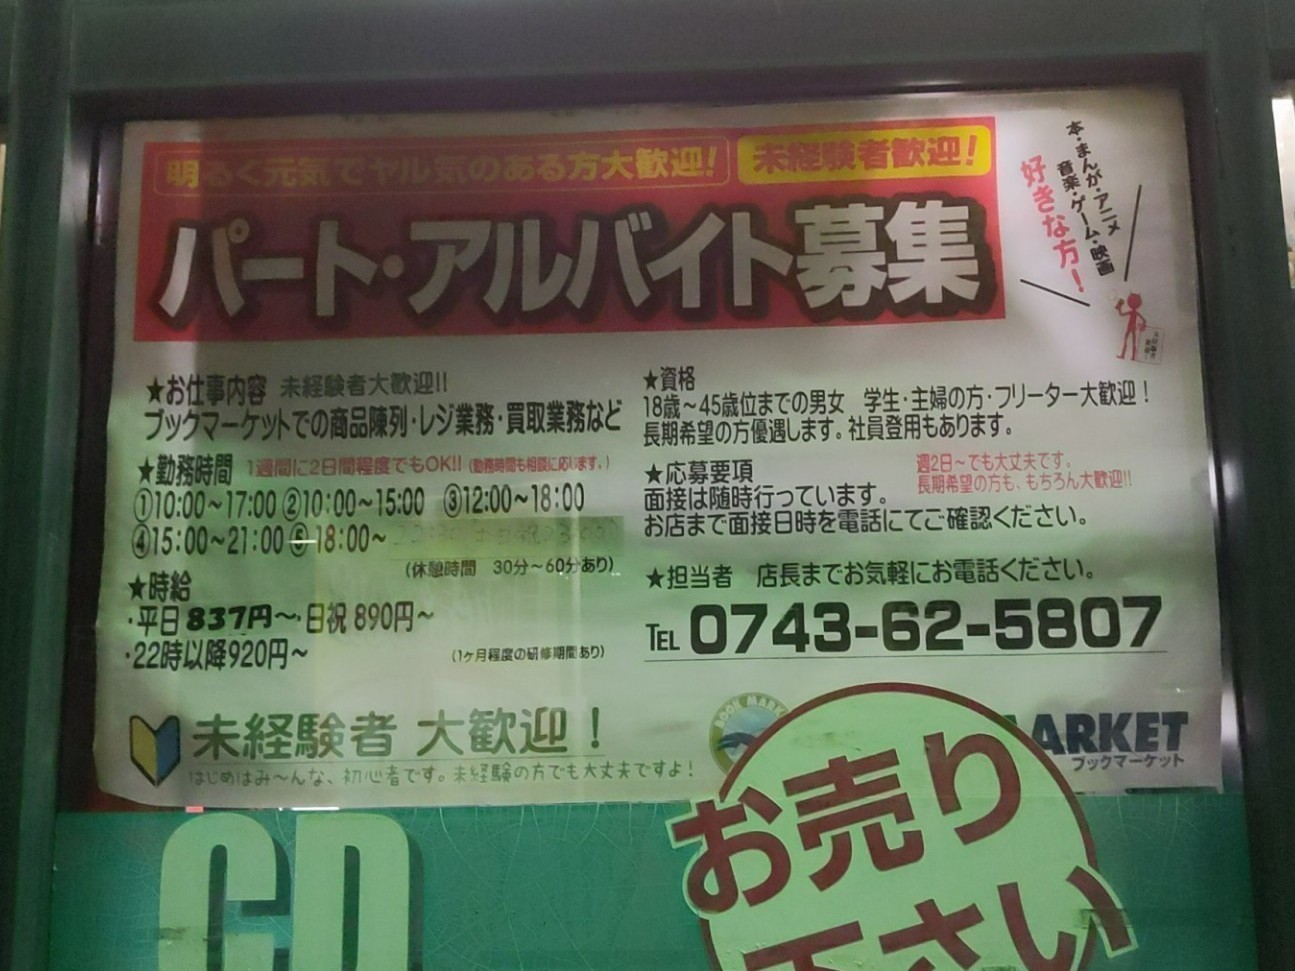 明るく元気でヤル気のある方大歓迎!
未経験者歓迎!
パート・アルバイト募集
本・まんが・アニメ
音楽・ゲーム・映画
好きな方!
★お仕事内容 未経験者大歓迎!!
ブックマーケットでの商品陳列・レジ業務・買取業務など
★勤務時間 1週間に2日間程度でもOK!!(勤務時間も相談に応じます。)
①10:00～17:00 ②10:00～15:00 ③12:00～18:00
④15:00～21:00 ⑤18:00～
(休憩時間 30分～60分あり)
★時給
・平日837円～・日祝890円～
・22時以降920円～
(1ヶ月程度の研修期間あり)
★資格
18歳～45歳位までの男女 学生・主婦の方・フリーター大歓迎!
長期希望の方優遇します。社員登用もあります。
★応募要項
週2日～でも大丈夫です。
長期希望の方も、もちろん大歓迎!!
面接は随時行っています。
お店まで面接日時を電話にてご確認ください。
★担当者 店長までお気軽にお電話ください。
TEL 0743-62-5807
未経験者 大歓迎!
はじめはみ～んな、初心者です。未経験の方でも大丈夫ですよ!
BOOK MARK
ARKET
ブックマーケット
CD
お売り
下さい